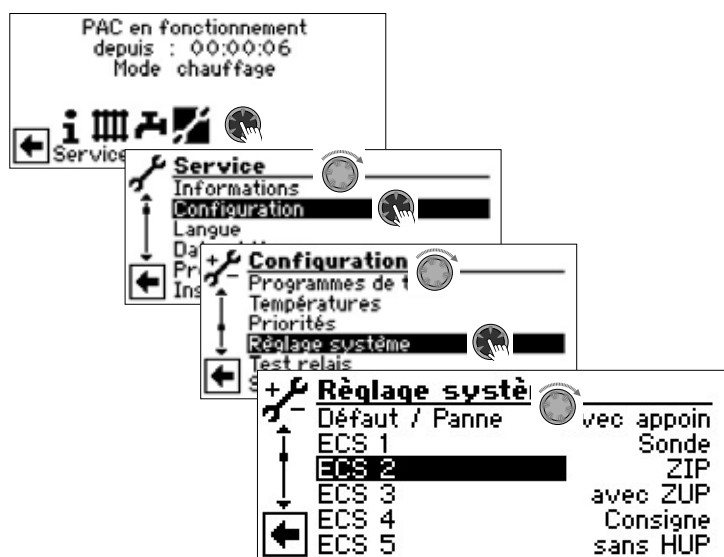 PAC en fonctionnement
depuis : 00:00:06
Mode chauffage
Service
Service
Informations
Configuration
Langue
Configuration
Programmes de
Températures
Priorités
Règlage système
Test relais
Règlage systè
Défaut / Panne vec appoin
ECS 1 Sonde
ECS 2 ZIP
ECS 3 avec ZUP
ECS 4 Consigne
ECS 5 sans HUP